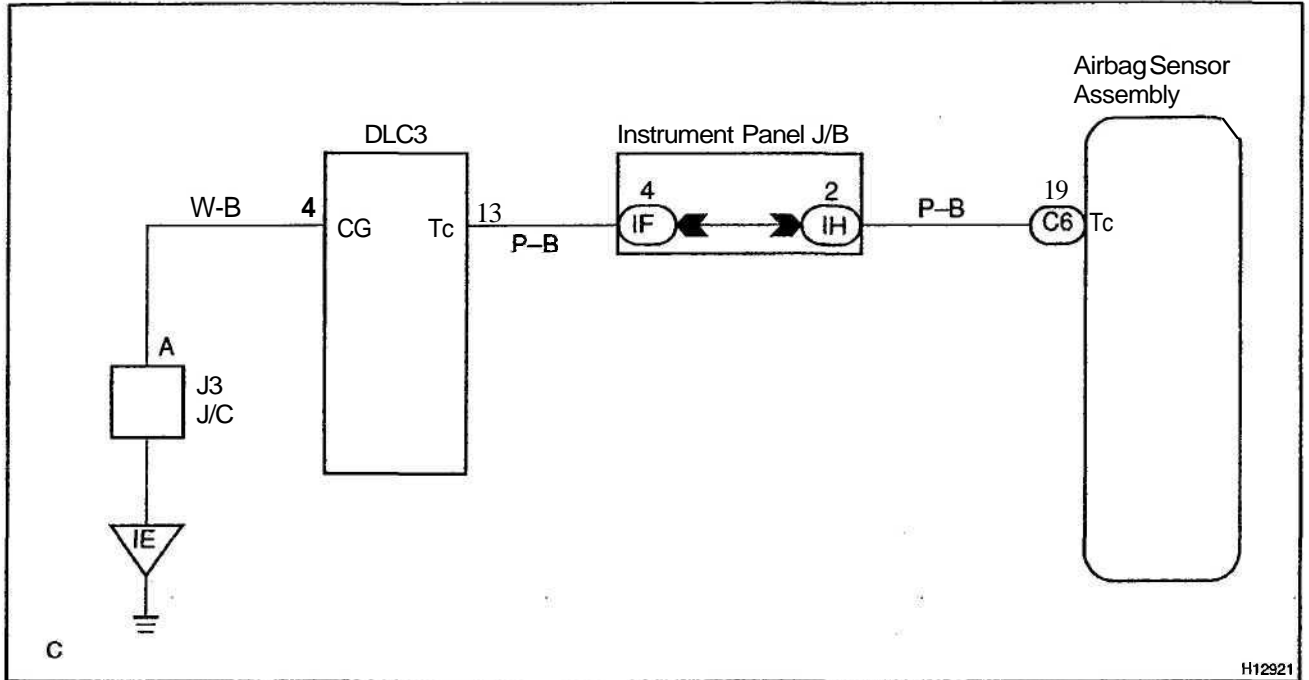 Airbag Sensor
Assembly
DLC3
Instrument Panel J/B
W-B
4
CG
Tc
13
P–B
4
IF
2
IH
P–B
19
C6
Tc
A
J3
J/C
IE
C
H12921